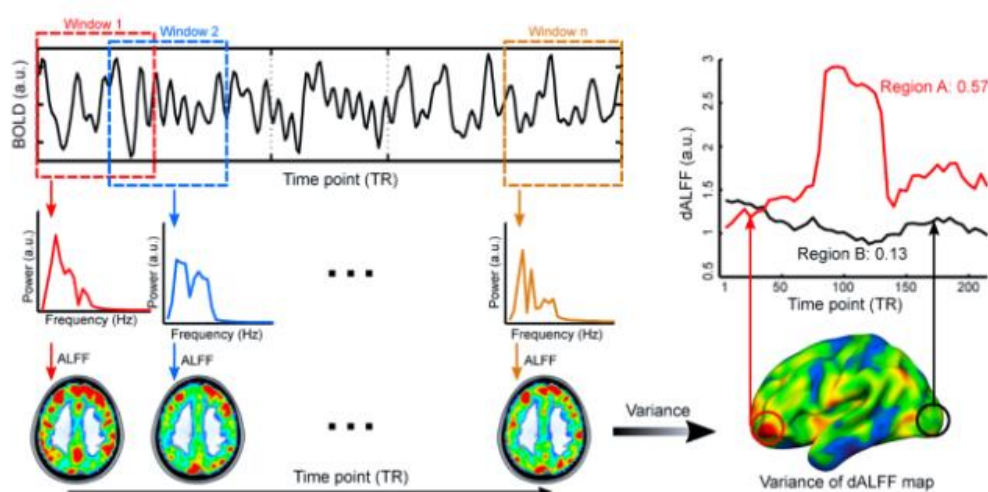 Window 1
Window 2
Window n
BOLD (a.u.)
Time point (TR)
Power (a.u.)
Frequency (Hz)
Power (a.u.)
Frequency (Hz)
Power (a.u.)
Frequency (Hz)
ALFF
ALFF
ALFF
Time point (TR)
Variance
dALFF (a.u.)
3
2.5
2
1.5
1
0.5
Region A: 0.57
Region B: 0.13
1 50 100 150 200
Time point (TR)
Variance of dALFF map